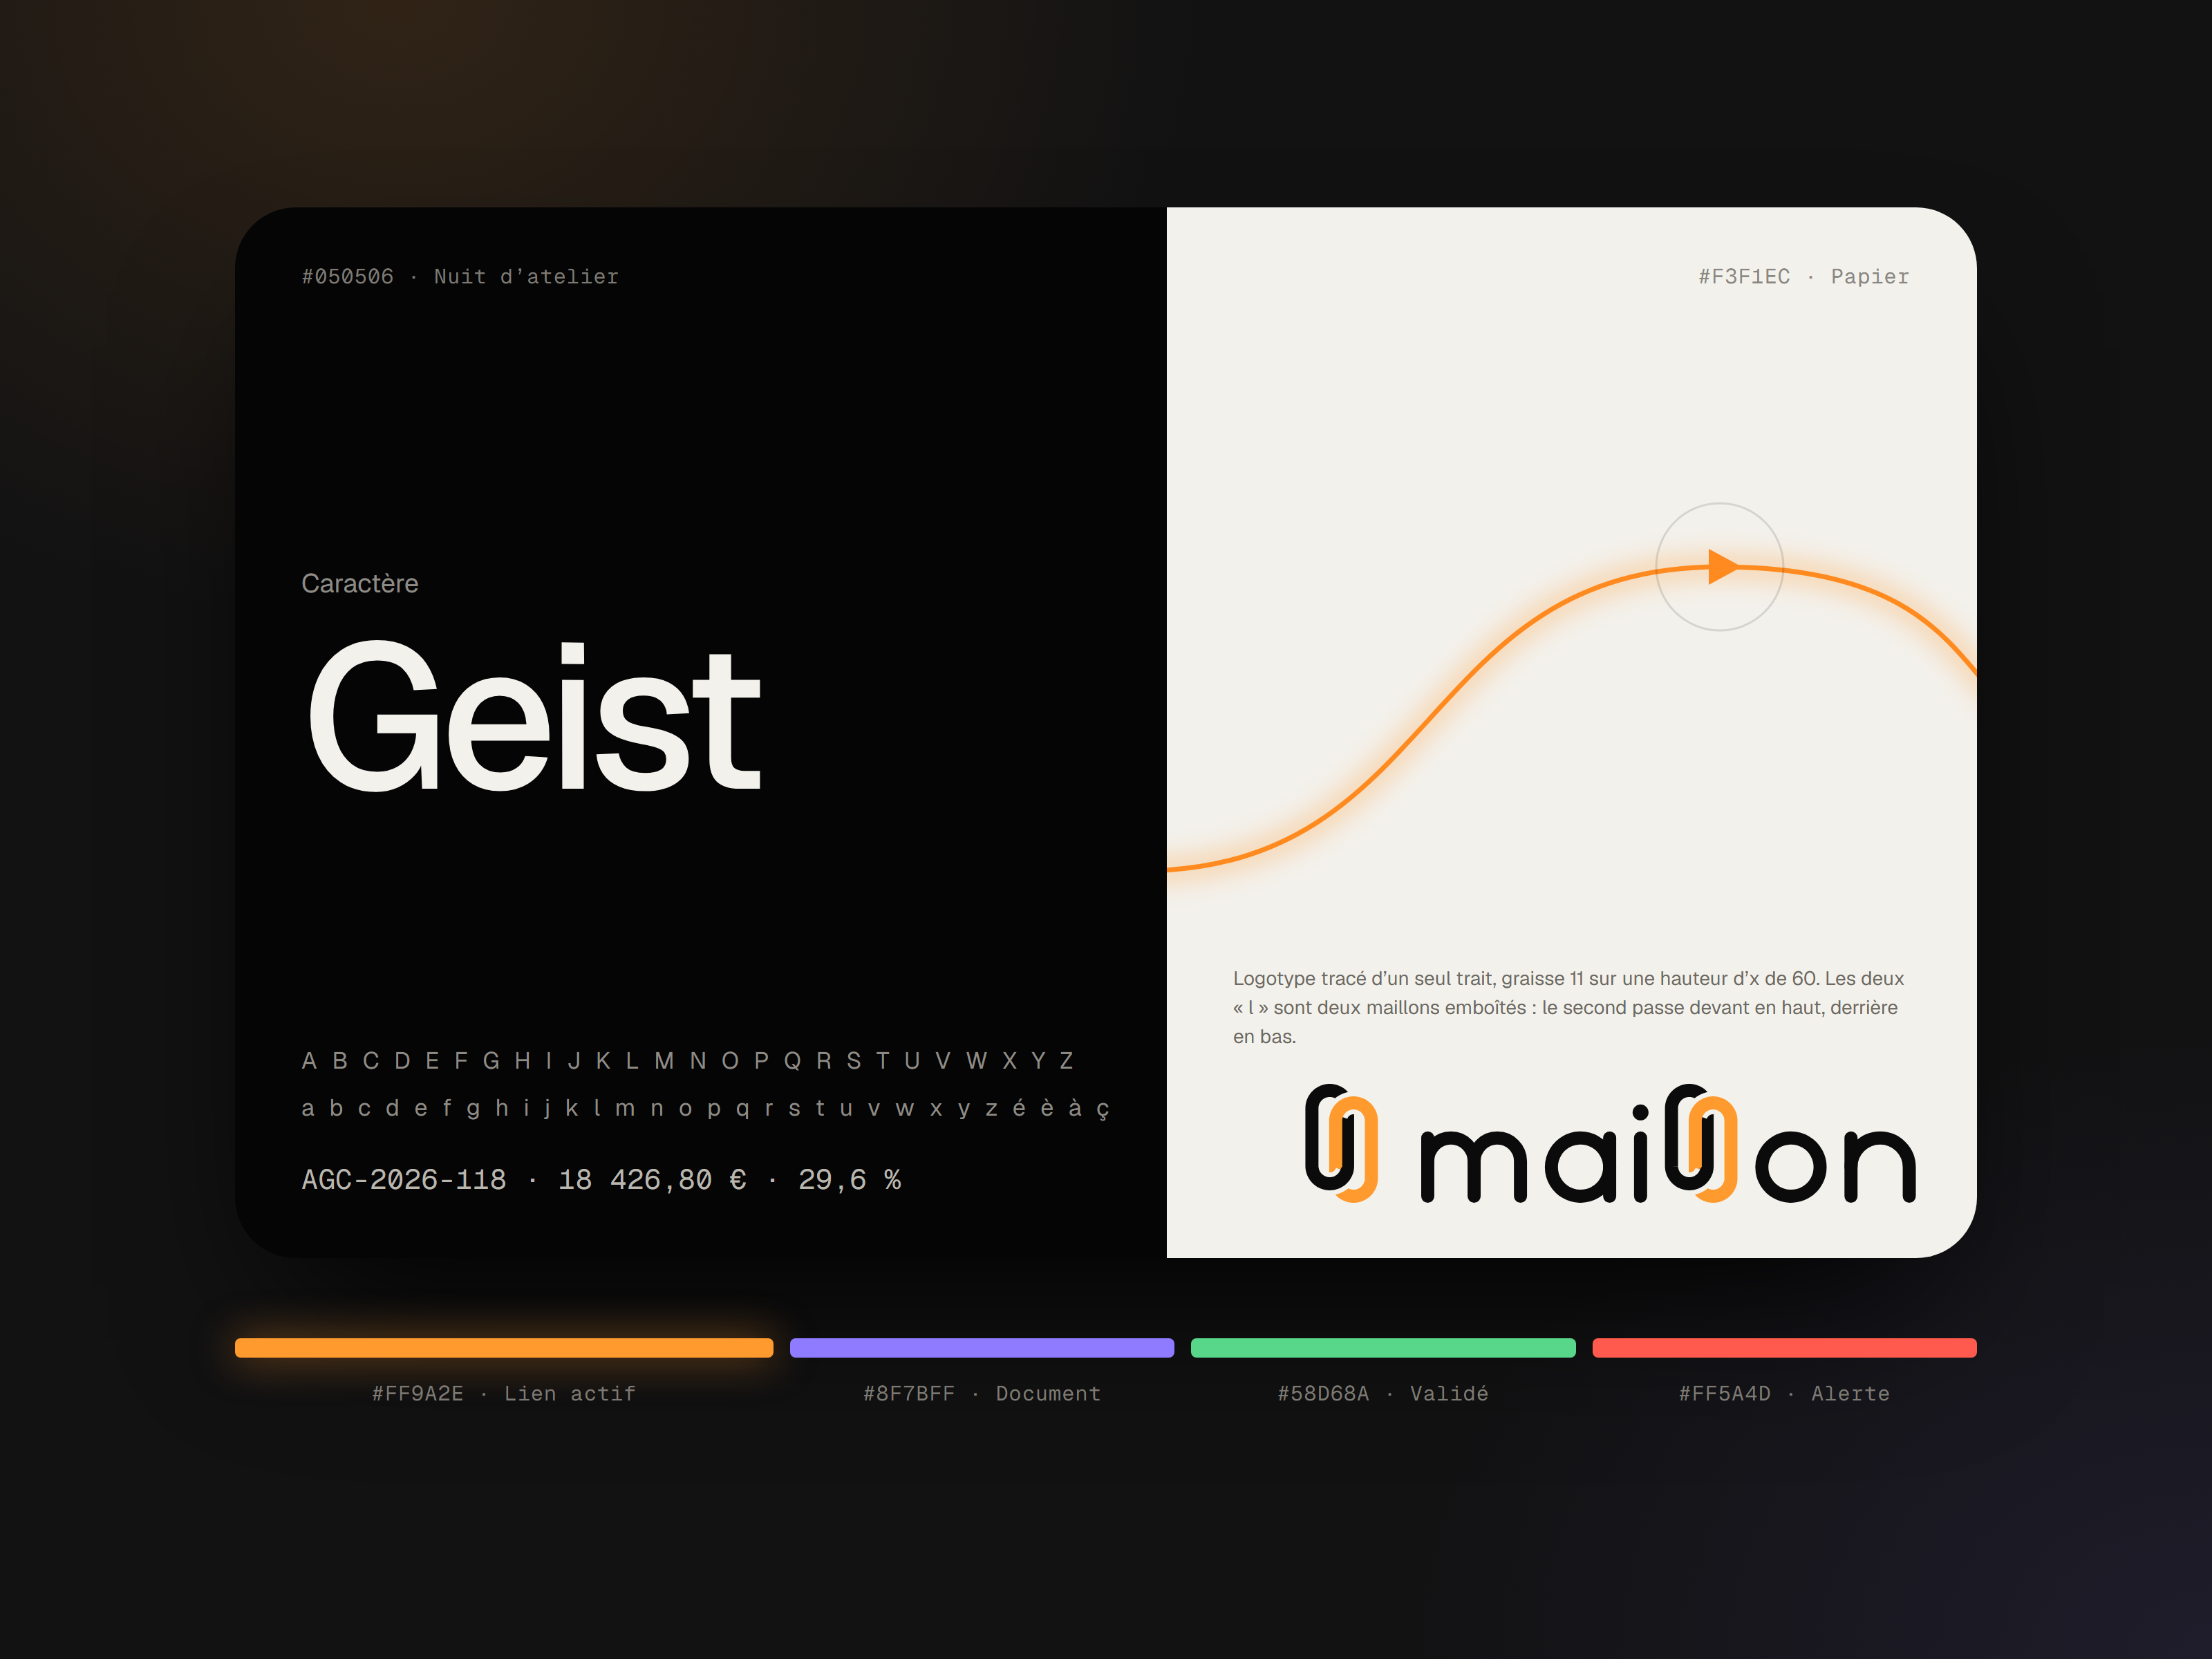 #050506 · Nuit d’atelier
Caractère
Geist
A B C D E F G H I J K L M N O P Q R S T U V W X Y Z
a b c d e f g h i j k l m n o p q r s t u v w x y z é è à ç
AGC-2026-118 · 18 426,80 € · 29,6 %
#F3F1EC · Papier
Logotype tracé d’un seul trait, graisse 11 sur une hauteur d’x de 60. Les deux
« l » sont deux maillons emboîtés : le second passe devant en haut, derrière
en bas.
maillon
#FF9A2E · Lien actif
#8F7BFF · Document
#58D68A · Validé
#FF5A4D · Alerte